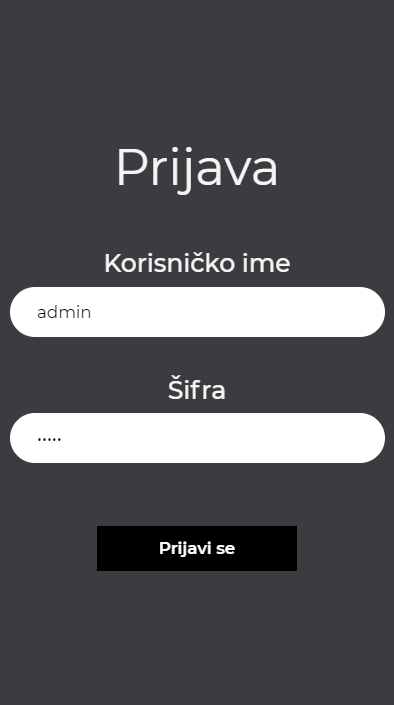 Prijava
Korisničko ime
admin
Šifra
•••••
Prijavi se